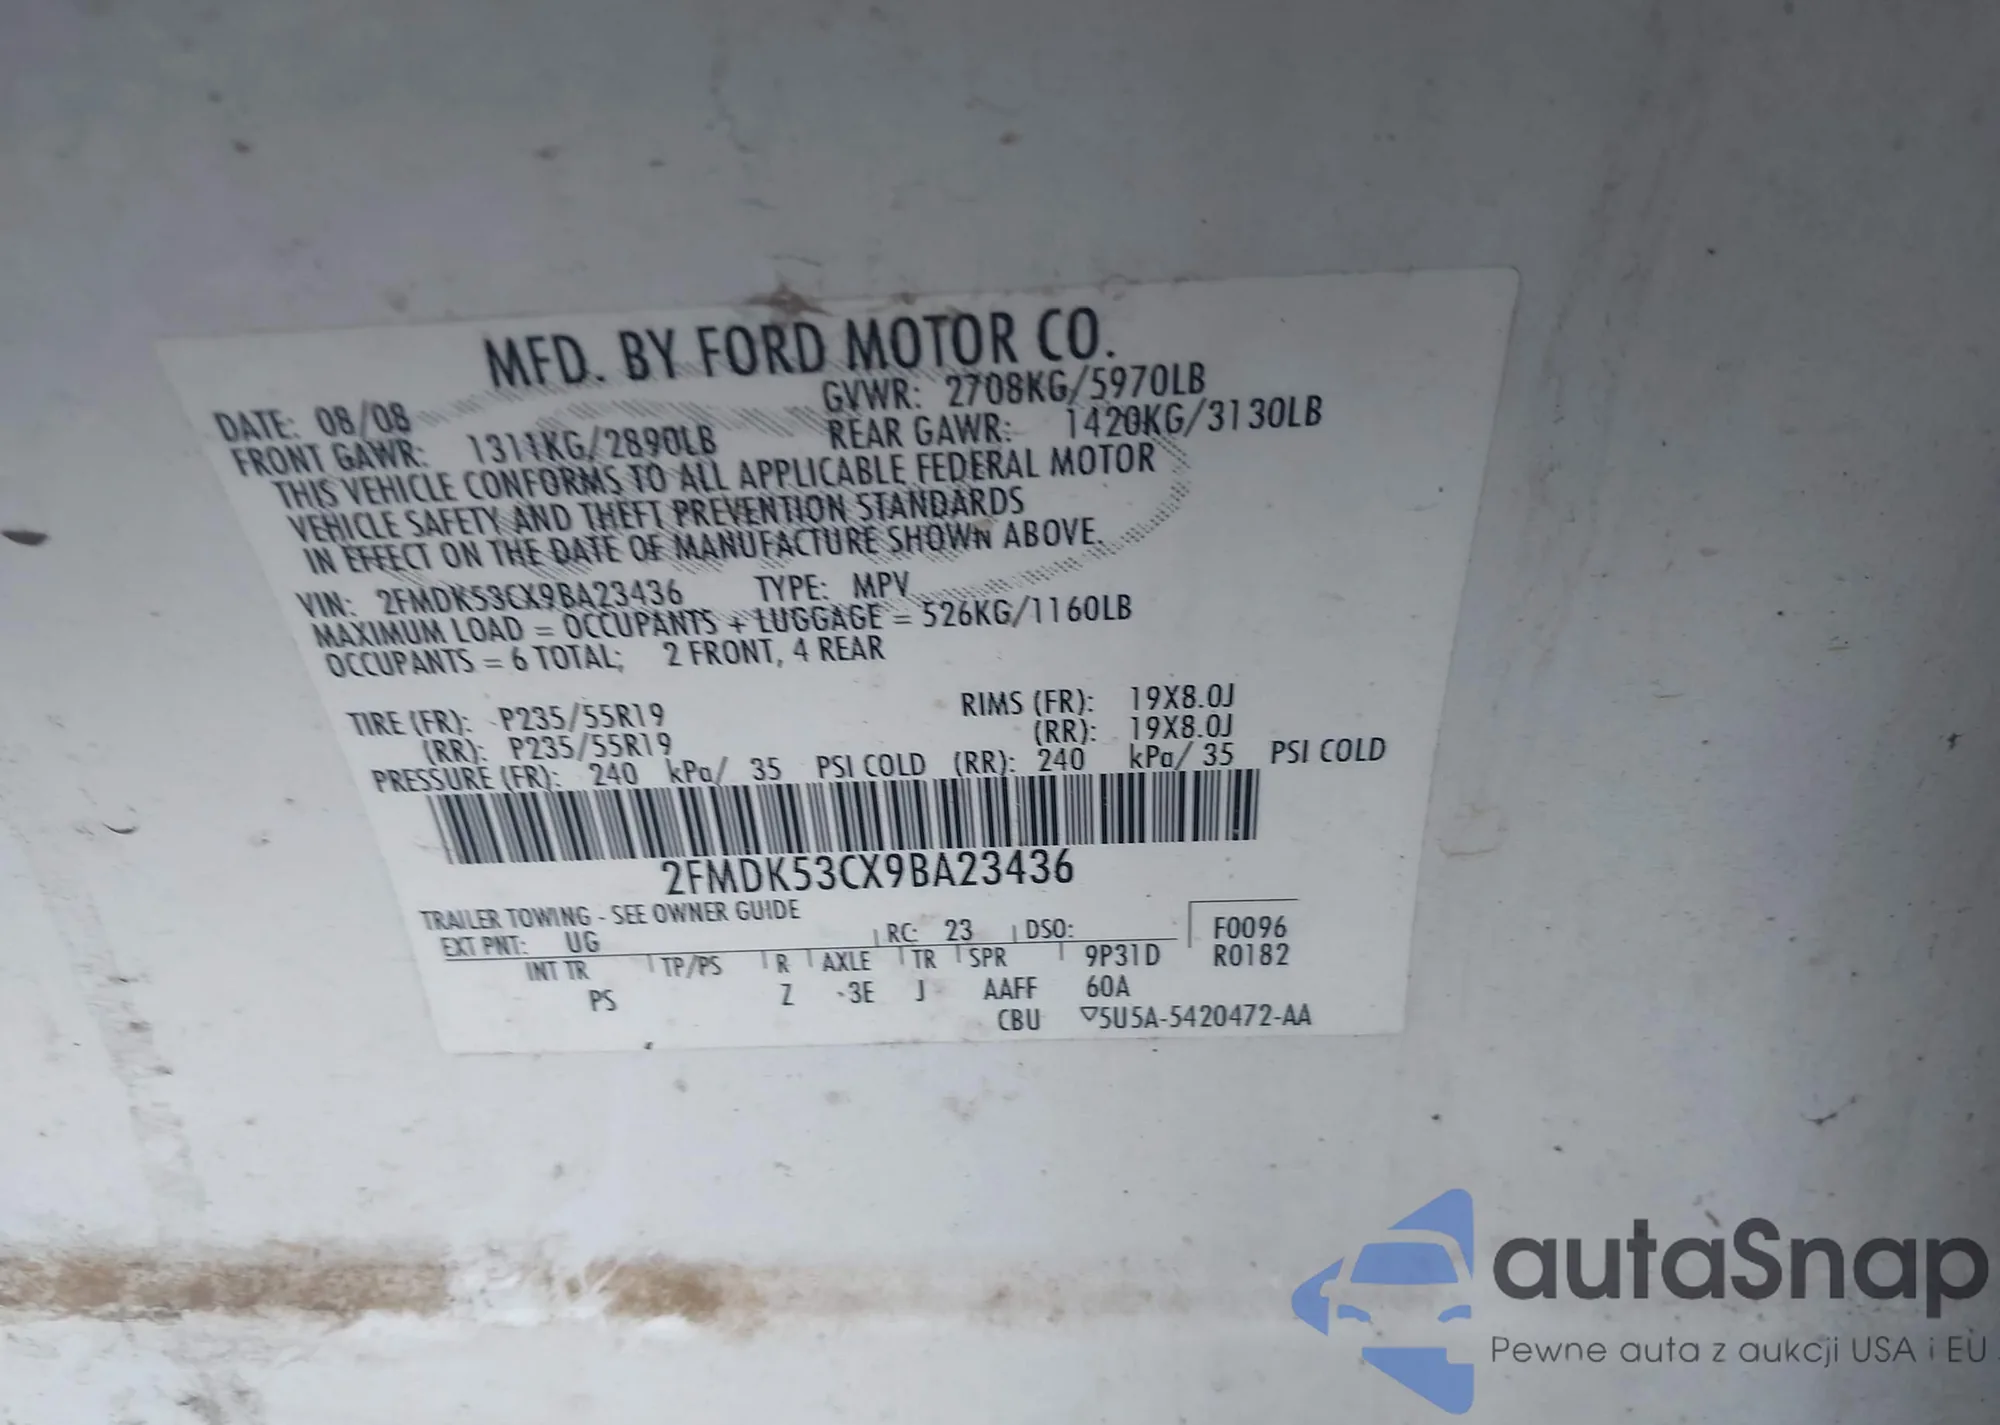 MFD. BY FORD MOTOR CO.
DATE: 08/08 GVWR: 2708KG/5970LB
FRONT GAWR: 1311KG/2890LB REAR GAWR: 1420KG/3130LB
THIS VEHICLE CONFORMS TO ALL APPLICABLE FEDERAL MOTOR
VEHICLE SAFETY AND THEFT PREVENTION STANDARDS
IN EFFECT ON THE DATE OF MANUFACTURE SHOWN ABOVE.
VIN: 2FMDK53CX9BA23436 TYPE: MPV
MAXIMUM LOAD = OCCUPANTS + LUGGAGE = 526KG/1160LB
OCCUPANTS = 6 TOTAL; 2 FRONT, 4 REAR
TIRE (FR): P235/55R19 RIMS (FR): 19X8.0J
(RR): P235/55R19 (RR): 19X8.0J
PRESSURE (FR): 240 kPa/ 35 PSI COLD (RR): 240 kPa/ 35 PSI COLD
2FMDK53CX9BA23436
TRAILER TOWING - SEE OWNER GUIDE
EXT PNT: UG RC: 23 DSO: F0096
INT TR TP/PS R AXLE TR SPR 9P31D R0182
PS Z 3E J AAFF 60A
CBU ▽5U5A-5420472-AA
autaSnap
Pewne auta z aukcji USA i EU